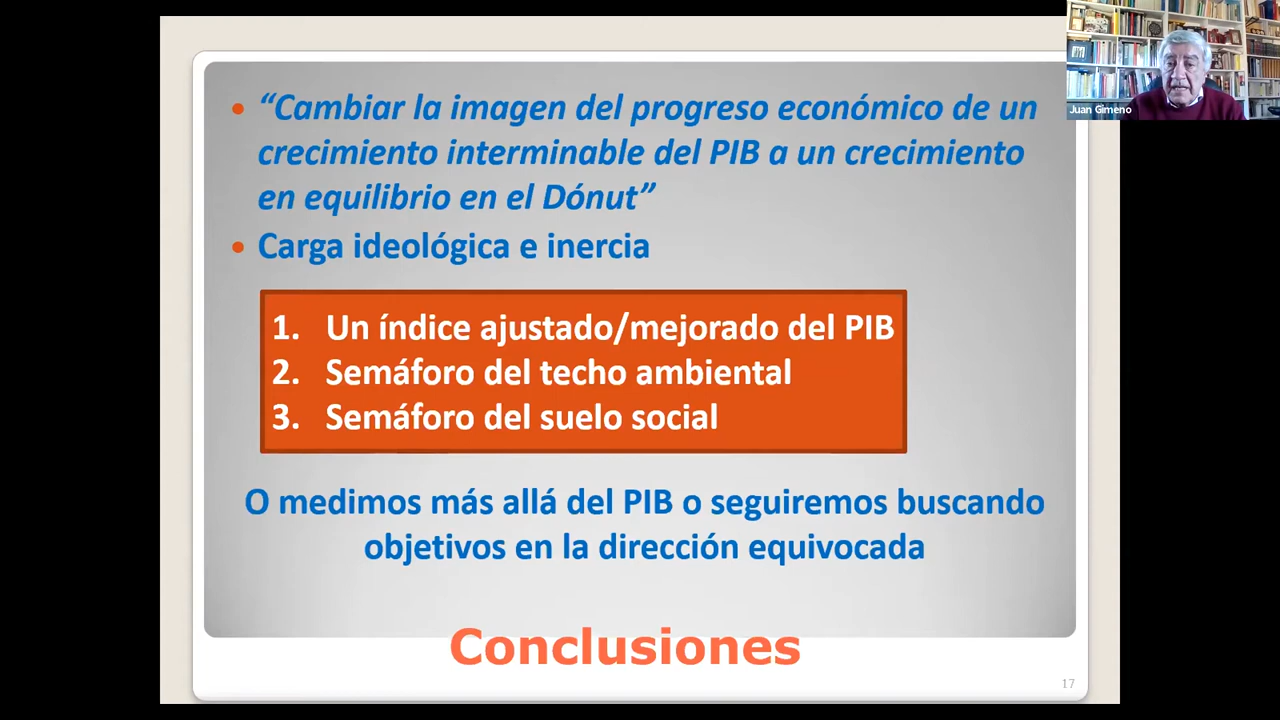 • “Cambiar la imagen del progreso económico de un
crecimiento interminable del PIB a un crecimiento
en equilibrio en el Dónut”
• Carga ideológica e inercia
1. Un índice ajustado/mejorado del PIB
2. Semáforo del techo ambiental
3. Semáforo del suelo social
O medimos más allá del PIB o seguiremos buscando
objetivos en la dirección equivocada
Conclusiones
17
Juan Gimeno